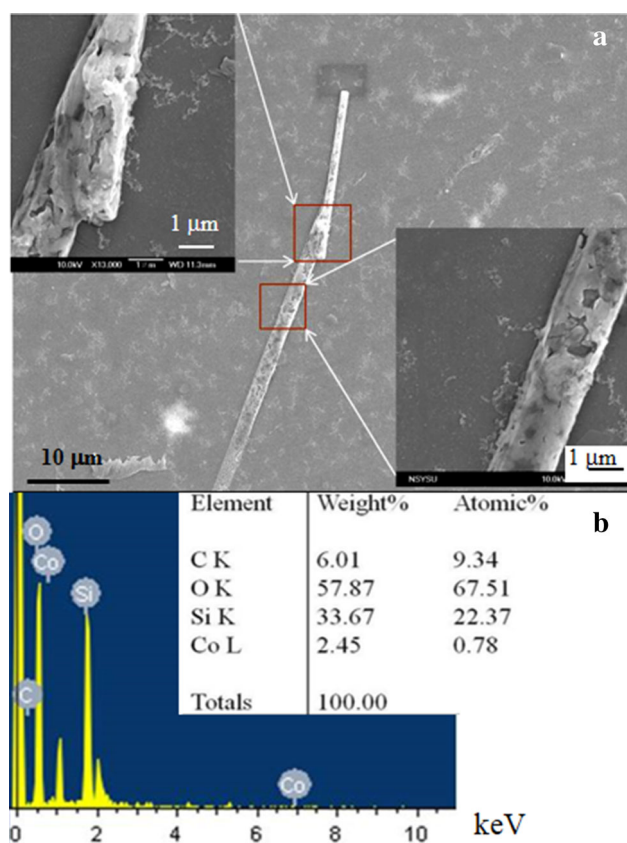 a
1 µm
10.0kV X13,000 1µm WD 11.3mm
10 µm
1 µm
NSYSU 10.0kV
b
Element Weight% Atomic%
C K 6.01 9.34
O K 57.87 67.51
Si K 33.67 22.37
Co L 2.45 0.78
Totals 100.00
O
Co
Si
C
Co
0 2 4 6 8 10 keV